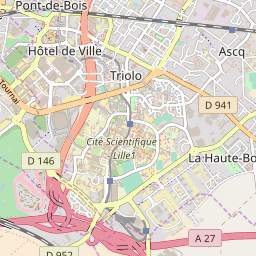 Pont-de-Bois
Hôtel de Ville
Ascq
Triolo
Tournai
D 941
Cité Scientifique
Lille1
D 146
La Haute-Bo
A 27
D 952